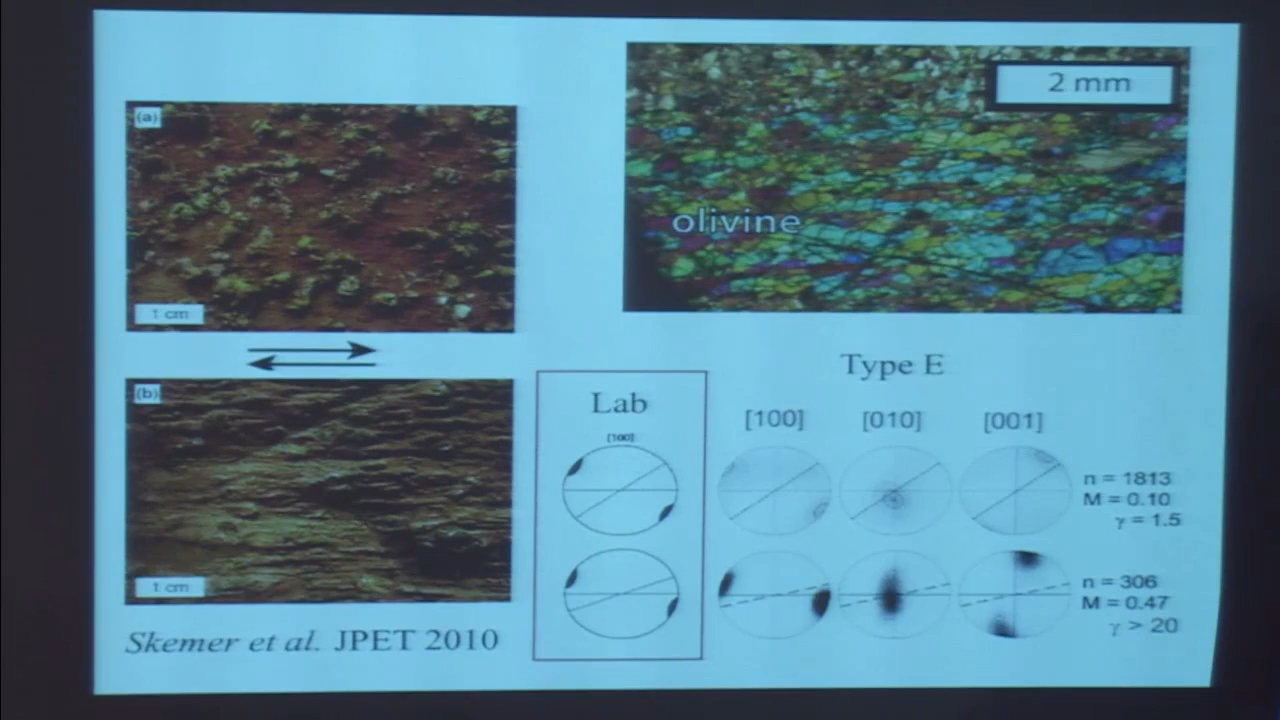 (a)
1 cm
(b)
1 cm
Skemer et al. JPET 2010
2 mm
olivine
Type E
Lab
[100]
[100] [010] [001]
n = 1813
M = 0.10
γ = 1.5
n = 306
M = 0.47
γ > 20